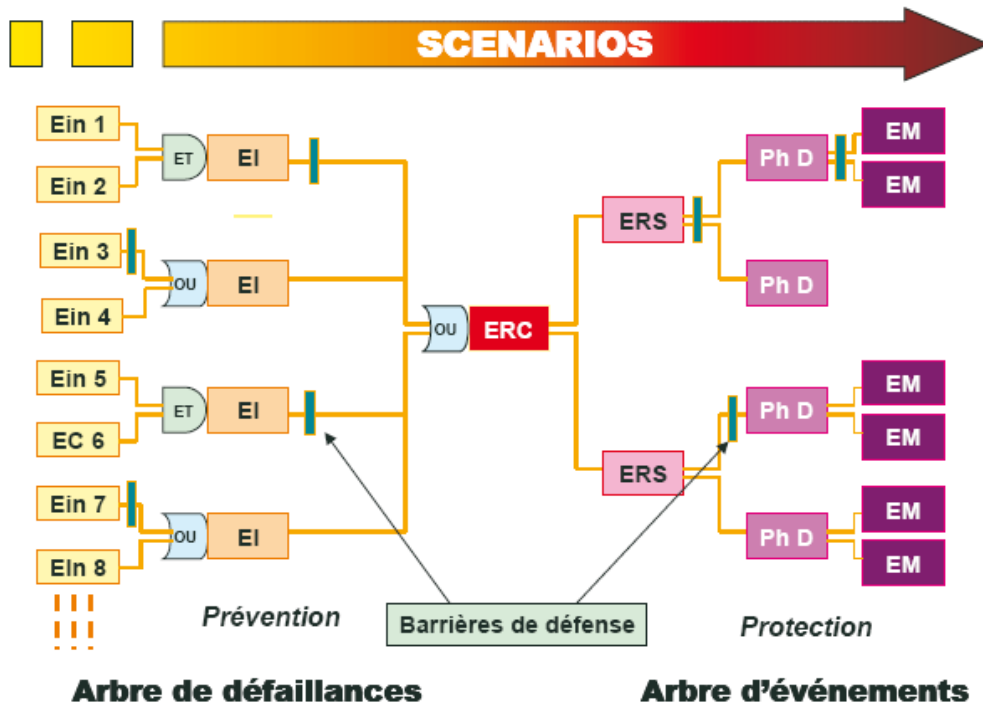 SCENARIOS
Ein 1
Ein 2
ET
EI
Ein 3
Ein 4
OU
EI
Ein 5
EC 6
ET
EI
Ein 7
EIn 8
OU
EI
OU
ERC
ERS
ERS
Ph D
Ph D
Ph D
Ph D
EM
EM
EM
EM
EM
EM
Prévention
Barrières de défense
Protection
Arbre de défaillances
Arbre d’événements